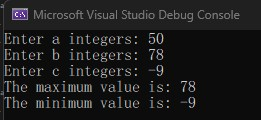 Microsoft Visual Studio Debug Console
Enter a integers: 50
Enter b integers: 78
Enter c integers: -9
The maximum value is: 78
The minimum value is: -9